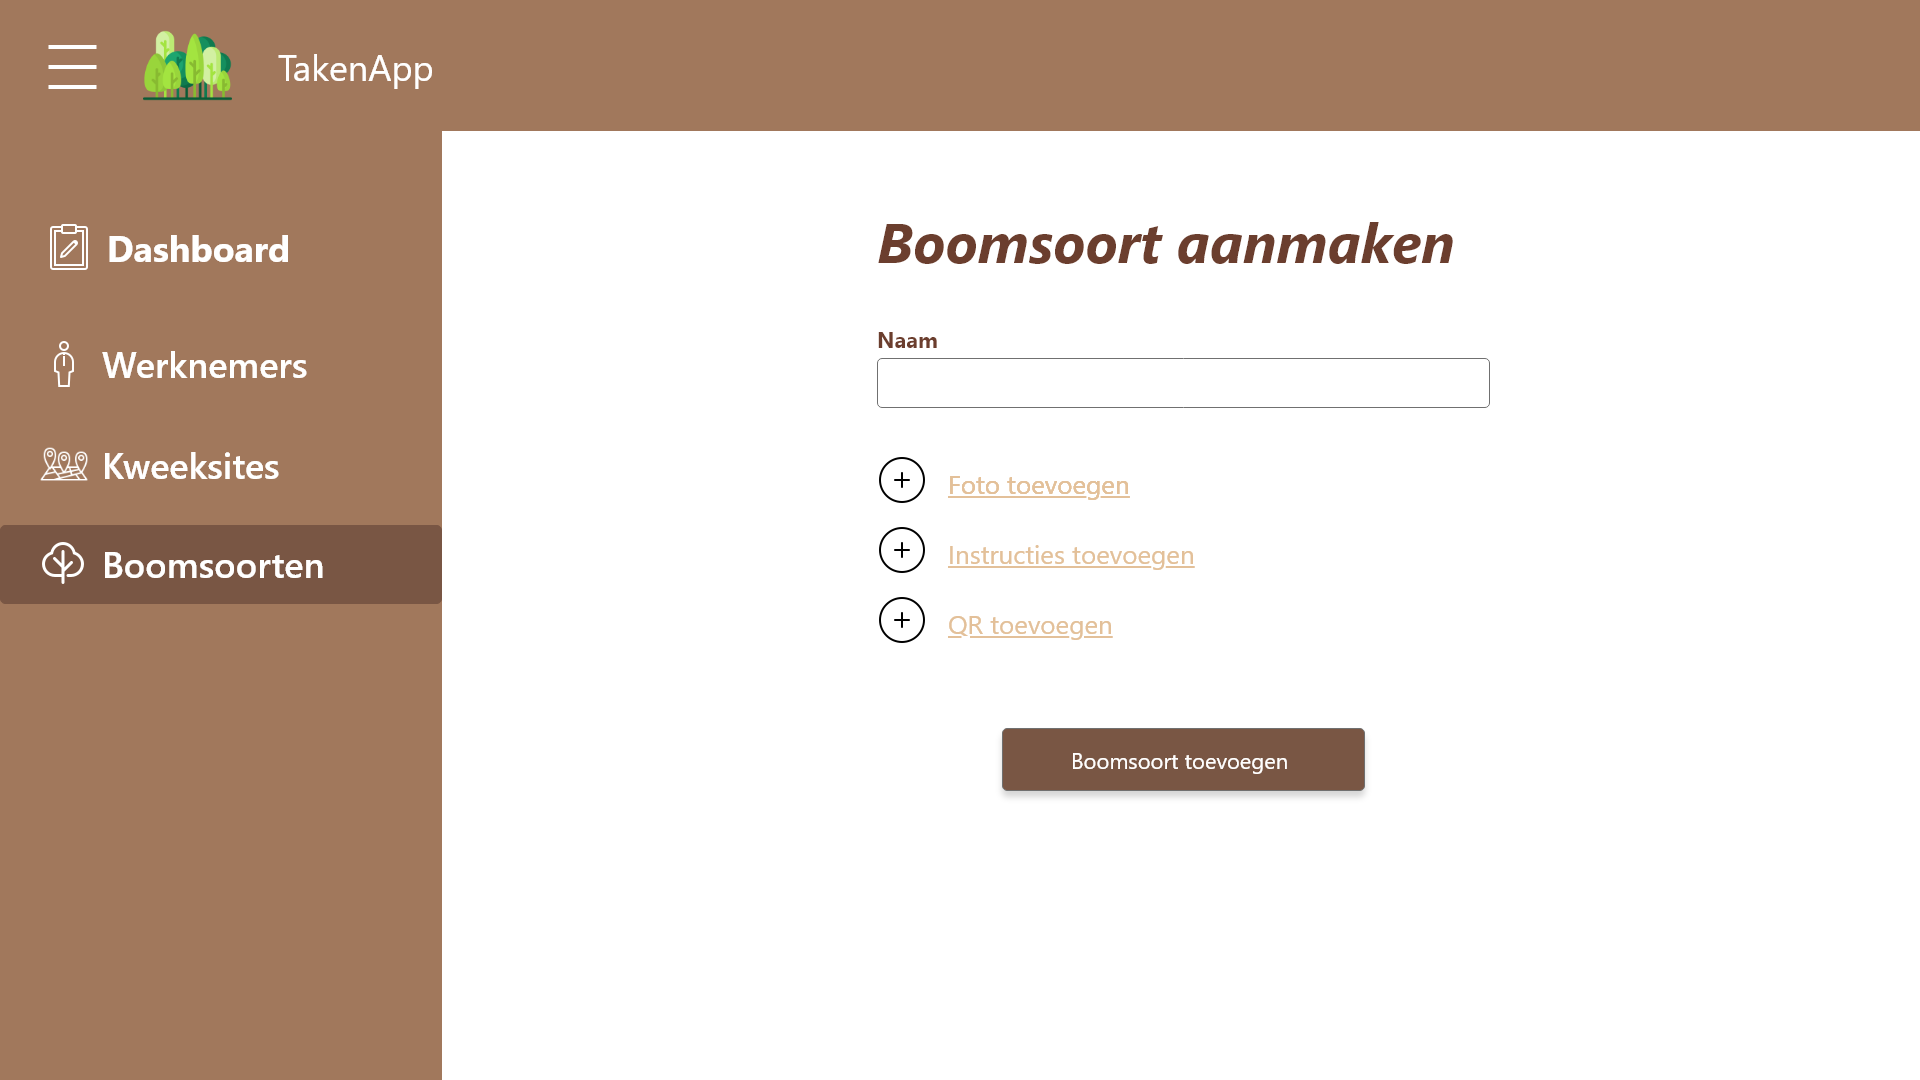 TakenApp
Dashboard
Werknemers
Kweeksites
Boomsoorten
Boomsoort aanmaken
Naam
Foto toevoegen
Instructies toevoegen
QR toevoegen
Boomsoort toevoegen